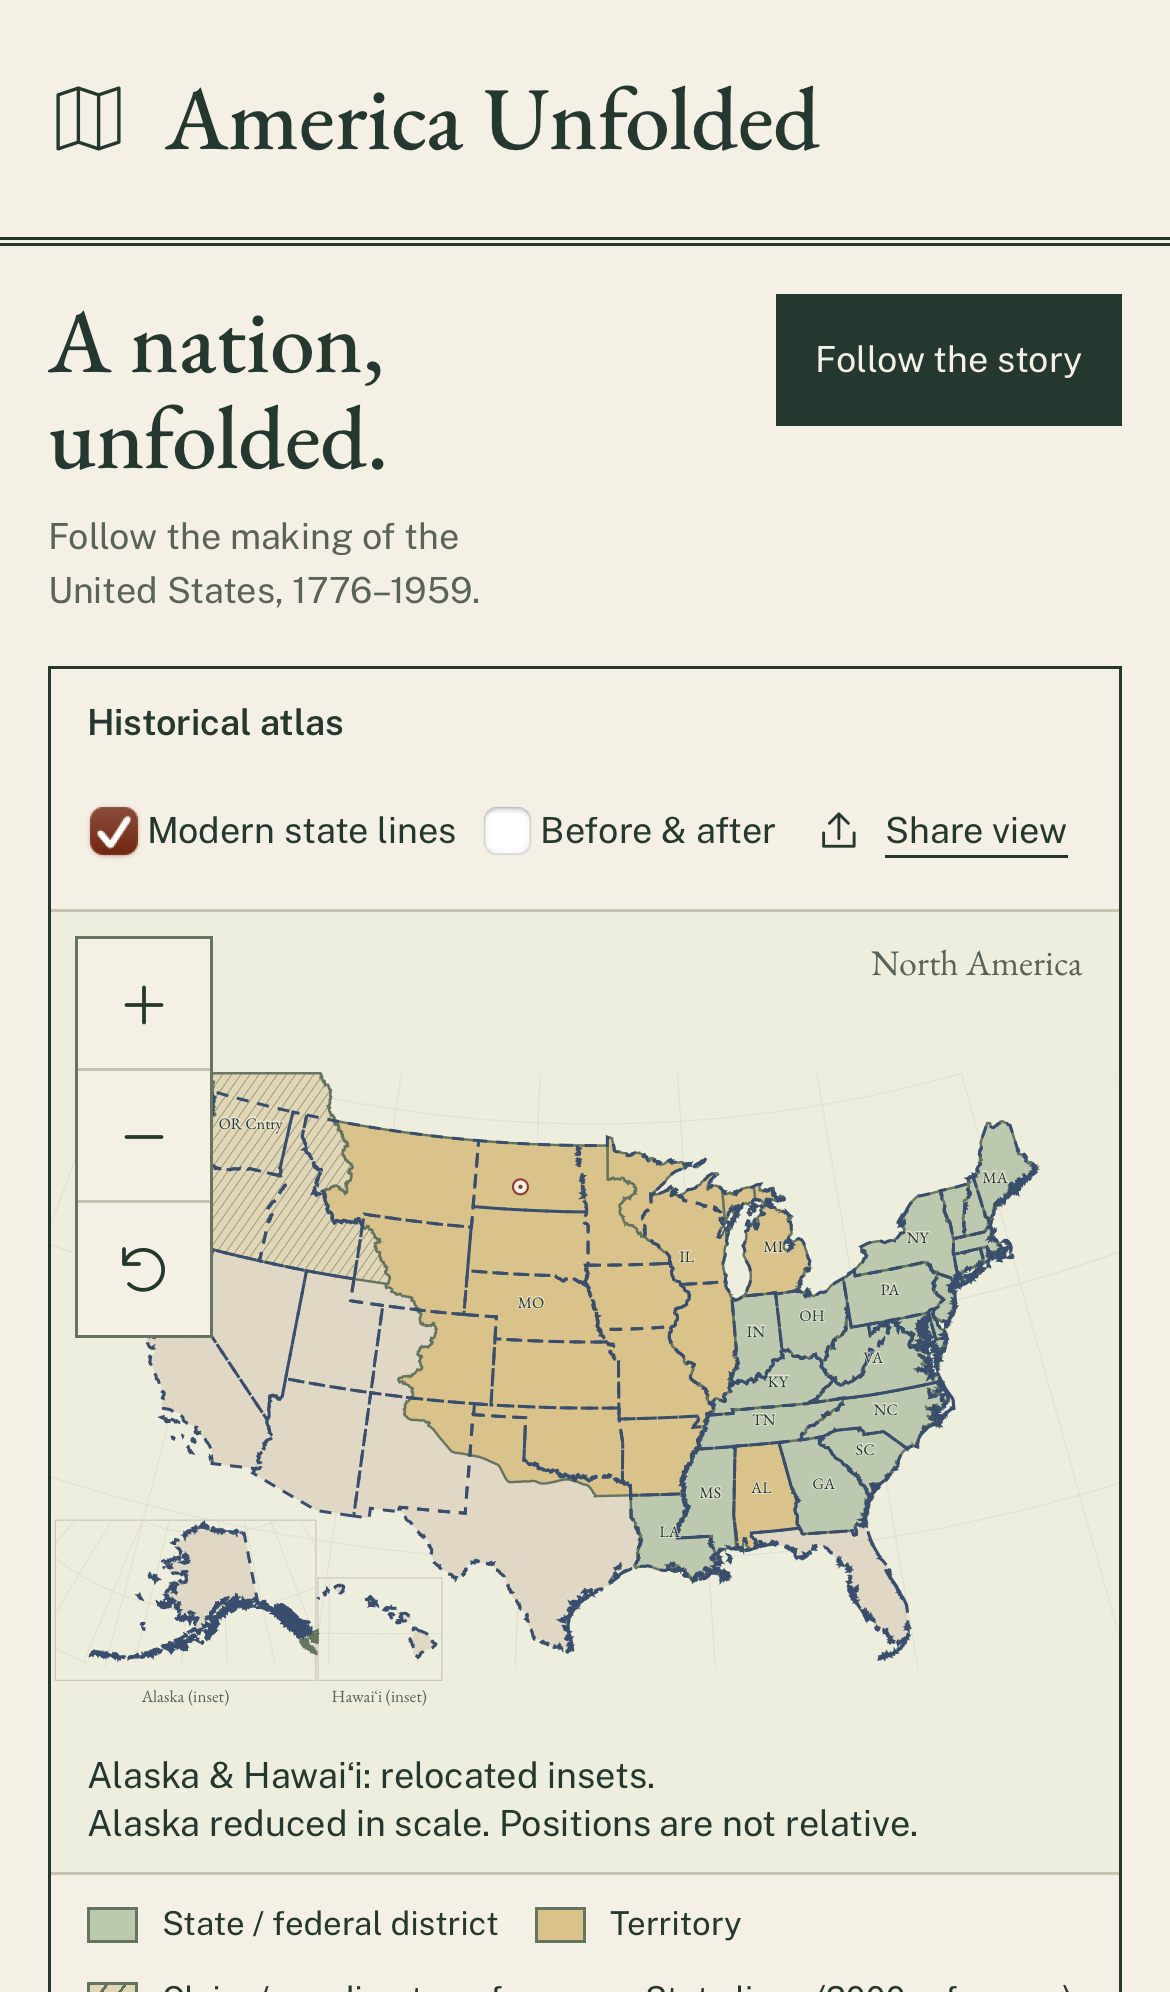 America Unfolded
A nation,
unfolded.
Follow the story
Follow the making of the
United States, 1776–1959.
Historical atlas
Modern state lines
Before & after
Share view
North America
OR Cntry
MA
NY
IL
MI
PA
MO
OH
IN
VA
KY
NC
TN
SC
GA
AL
MS
LA
Alaska (inset)
Hawaiʻi (inset)
Alaska & Hawaiʻi: relocated insets.
Alaska reduced in scale. Positions are not relative.
State / federal district
Territory